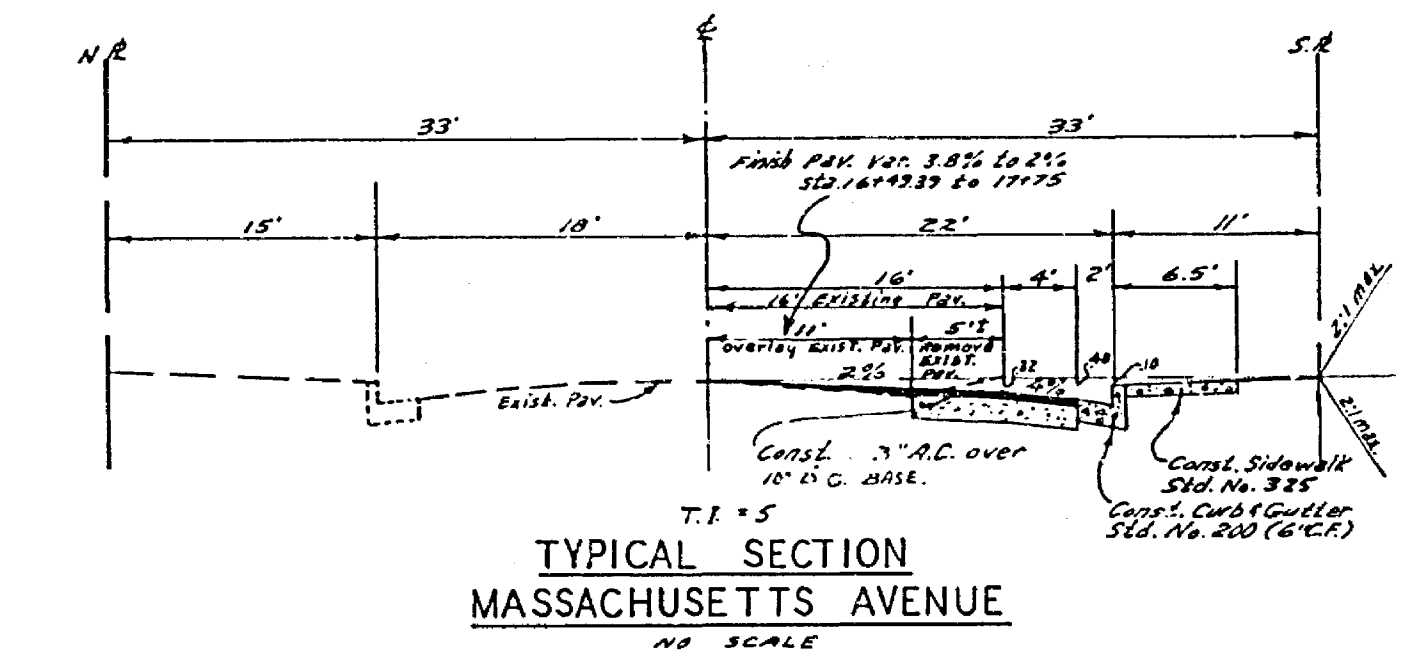 N ⅊
℄
S. ⅊
33'
33'
Finish Pav. Var. 3.8% to 2%
Sta. 16+49.39 to 17+75
15'
18'
22'
11'
16'
4'
2'
6.5'
16' Existing Pav.
11'
5'±
overlay Exist. Pav.
Remove
Exist.
Pav.
2%
.32
.40
.10
4%
2:1 max.
2:1 max.
Exist. Pav.
Const. 3" A.C. over
10" BASE.
Const. Sidewalk
Std. No. 325
Const. Curb & Gutter
Std. No. 200 (6" C.F.)
T.I. = 5
TYPICAL SECTION
MASSACHUSETTS AVENUE
NO SCALE